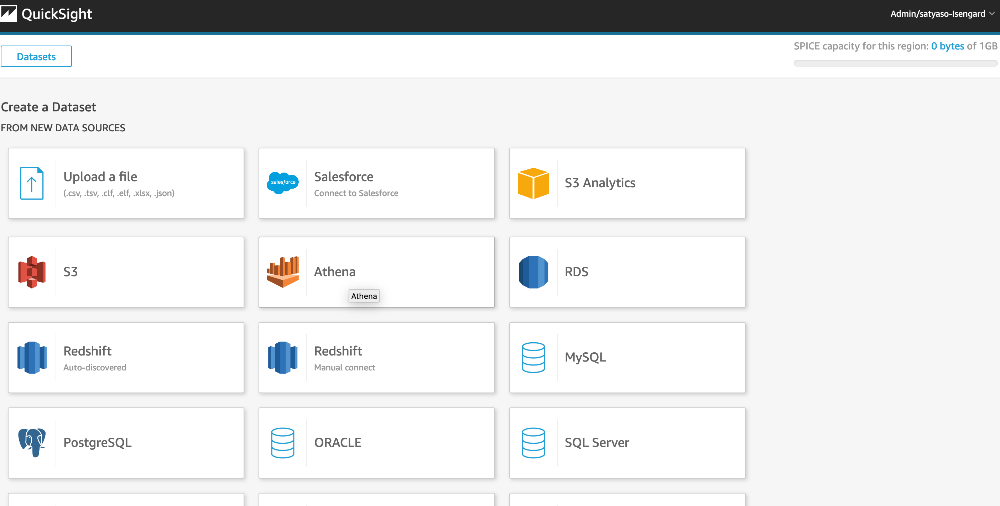 QuickSight
Admin/satyaso-Isengard
Datasets
SPICE capacity for this region: 0 bytes of 1GB
Create a Dataset
FROM NEW DATA SOURCES
Upload a file
(.csv, .tsv, .clf, .elf, .xlsx, .json)
salesforce
Salesforce
Connect to Salesforce
S3 Analytics
S3
Athena
Athena
RDS
Redshift
Auto-discovered
Redshift
Manual connect
MySQL
PostgreSQL
ORACLE
SQL Server